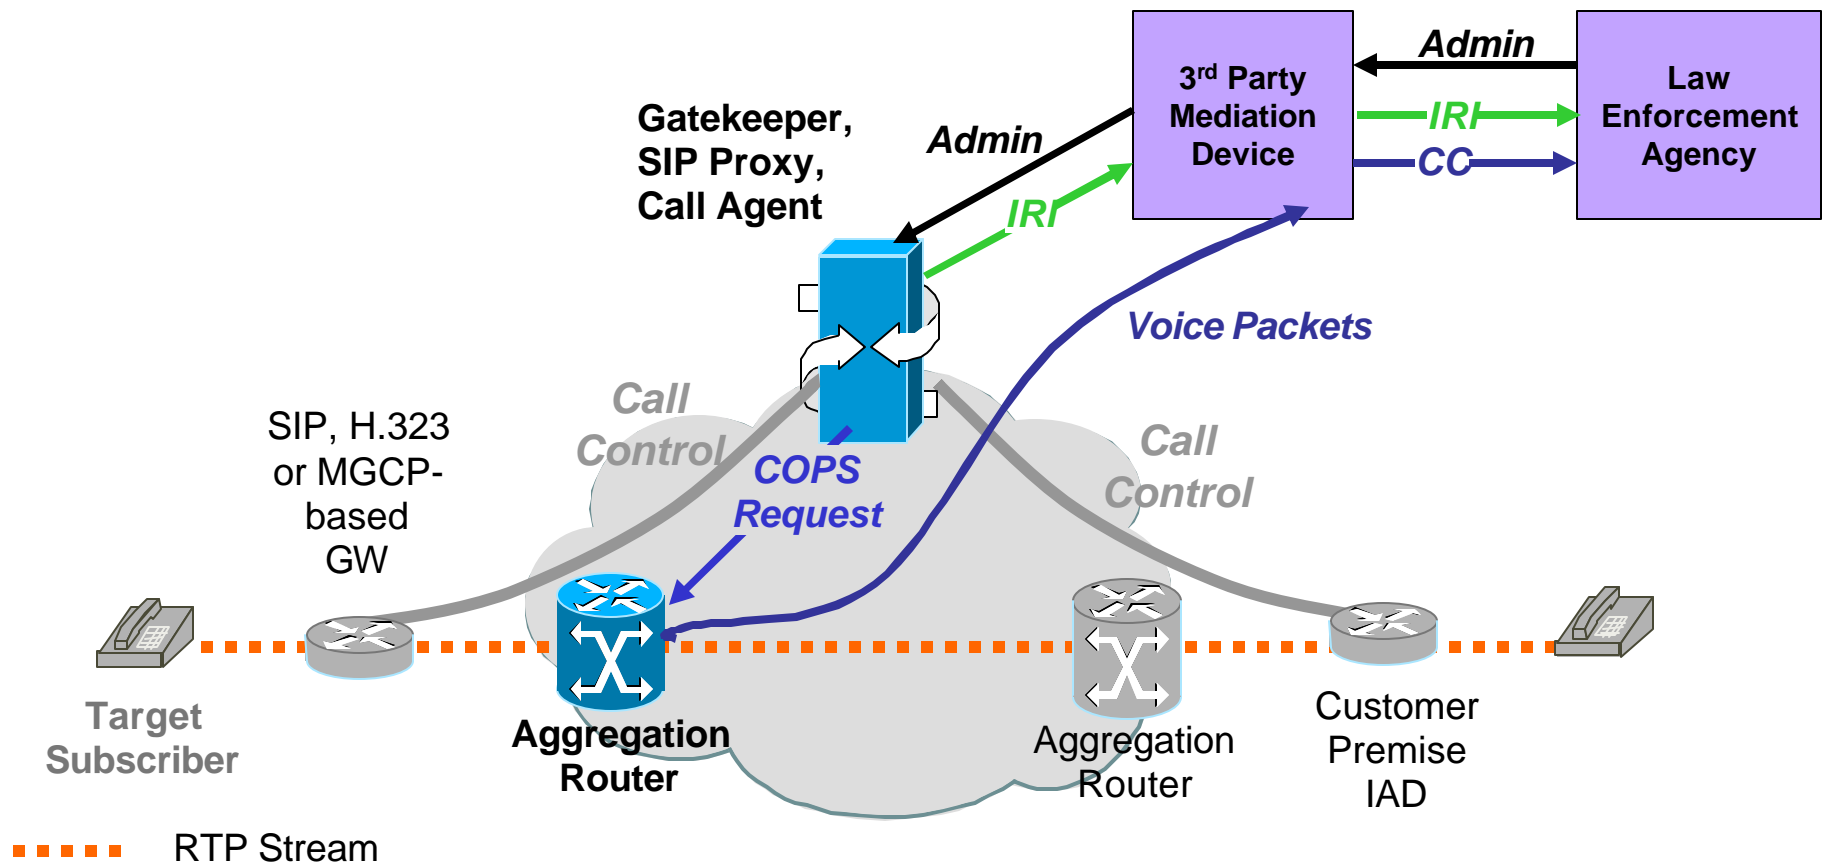 Admin
3rd Party
Mediation
Device
Law
Enforcement
Agency
IRI
CC
Gatekeeper,
SIP Proxy,
Call Agent
Admin
IRI
Voice Packets
Call
Control
Call
Control
SIP, H.323
or MGCP-
based
GW
COPS
Request
Target
Subscriber
Aggregation
Router
Aggregation
Router
Customer
Premise
IAD
RTP Stream